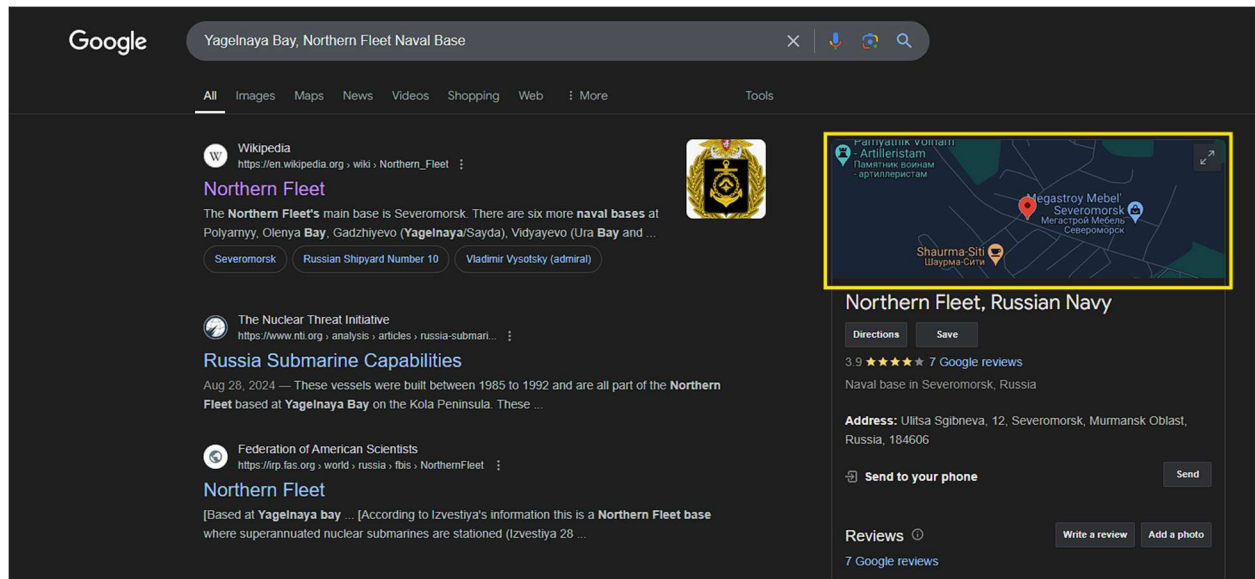 Google
Yagelnaya Bay, Northern Fleet Naval Base
All Images Maps News Videos Shopping Web More Tools
W
Wikipedia
https://en.wikipedia.org › wiki › Northern_Fleet
Northern Fleet
The Northern Fleet's main base is Severomorsk. There are six more naval bases at
Polyarnyy, Olenya Bay, Gadzhiyevo (Yagelnaya/Sayda), Vidyayevo (Ura Bay and ...
Severomorsk
Russian Shipyard Number 10
Vladimir Vysotsky (admiral)
The Nuclear Threat Initiative
https://www.nti.org › analysis › articles › russia-submari...
Russia Submarine Capabilities
Aug 28, 2024 — These vessels were built between 1985 to 1992 and are all part of the Northern
Fleet based at Yagelnaya Bay on the Kola Peninsula. These ...
Federation of American Scientists
https://irp.fas.org › world › russia › fbis › NorthernFleet
Northern Fleet
[Based at Yagelnaya bay ... [According to Izvestiya's information this is a Northern Fleet base
where superannuated nuclear submarines are stationed (Izvestiya 28 ...
Pamyatnik Voinam
- Artilleristam
Памятник воинам
- артиллеристам
Megastroy Mebel'
Severomorsk
Мегастрой Мебель
Североморск
Shaurma-Siti
Шаурма-Сити
Northern Fleet, Russian Navy
Directions
Save
3.9 ★★★★★ 7 Google reviews
Naval base in Severomorsk, Russia
Address: Ulitsa Sgibneva, 12, Severomorsk, Murmansk Oblast,
Russia, 184606
Send to your phone
Send
Reviews
Write a review
Add a photo
7 Google reviews